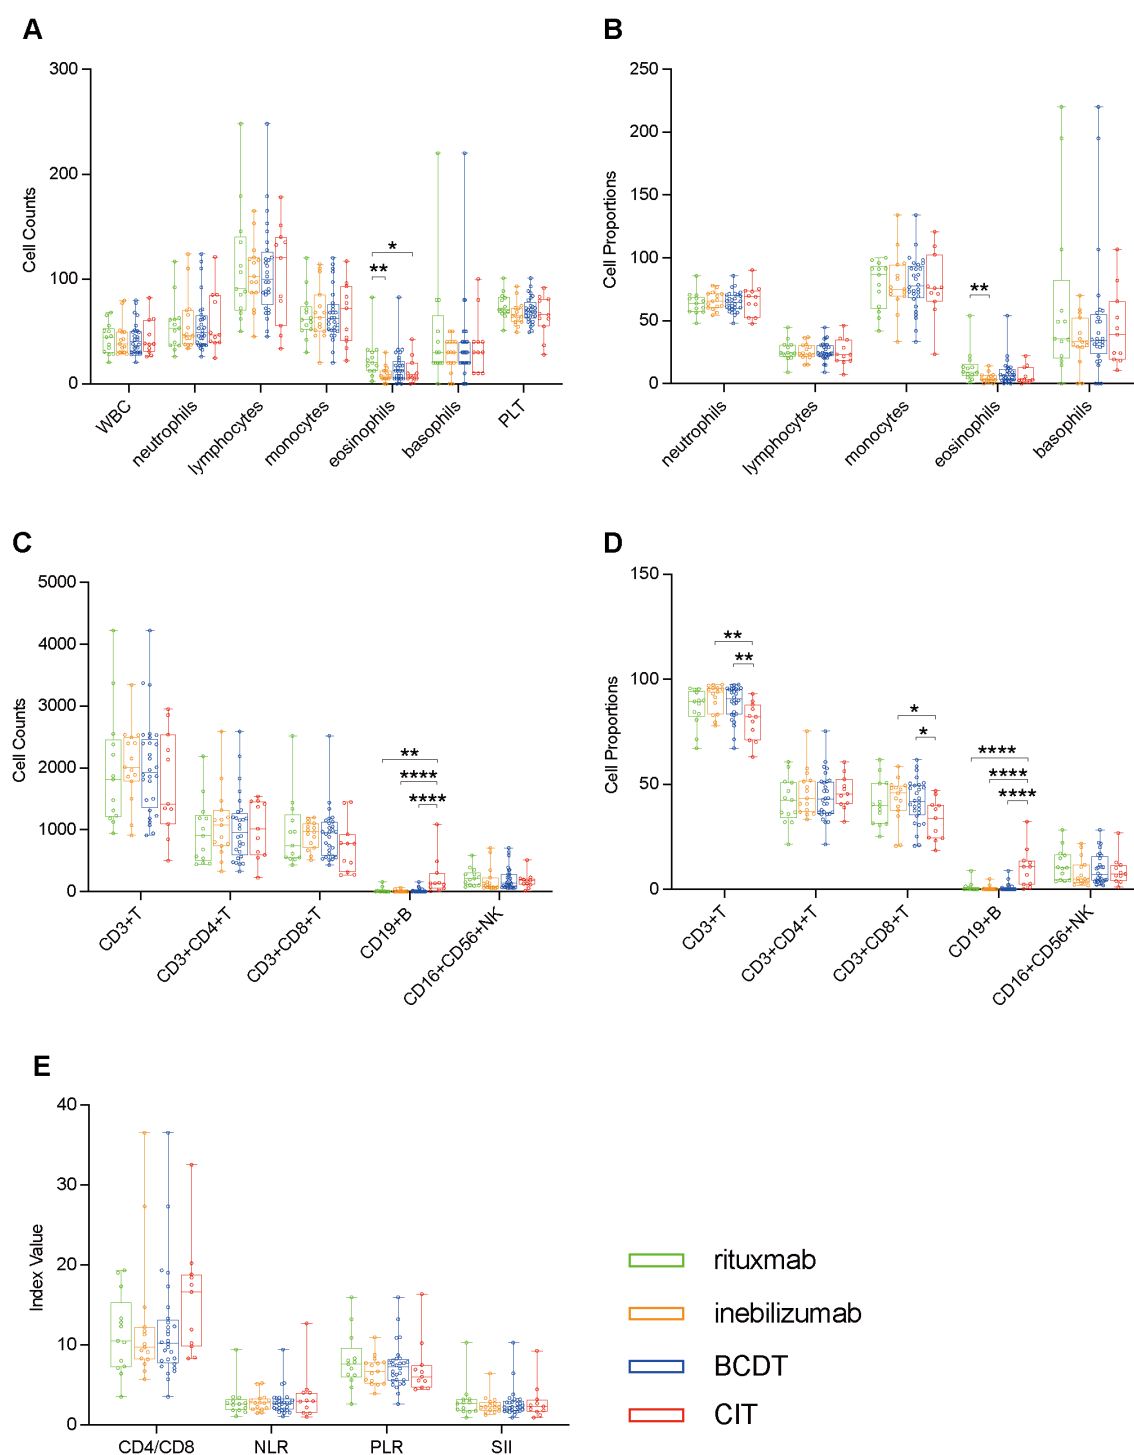 A
300
200
100
0
Cell Counts
*
**
WBC
neutrophils
lymphocytes
monocytes
eosinophils
basophils
PLT
B
250
200
150
100
50
0
Cell Proportions
**
neutrophils
lymphocytes
monocytes
eosinophils
basophils
C
5000
4000
3000
2000
1000
0
Cell Counts
**
****
****
CD3+T
CD3+CD4+T
CD3+CD8+T
CD19+B
CD16+CD56+NK
D
150
100
50
0
Cell Proportions
**
**
*
*
****
****
****
CD3+T
CD3+CD4+T
CD3+CD8+T
CD19+B
CD16+CD56+NK
E
40
30
20
10
0
Index Value
CD4/CD8
NLR
PLR
SII
rituxmab
inebilizumab
BCDT
CIT